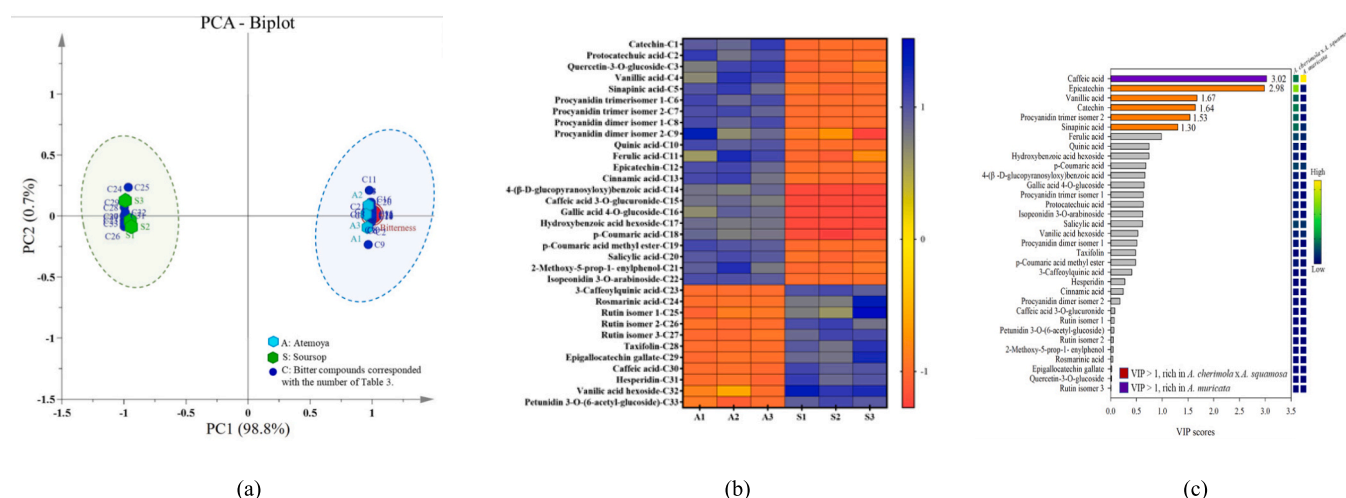 PCA - Biplot
PC2 (0.7%)
1
0.5
0
-0.5
-1
-1.5
-1.5
-1
-0.5
0
0.5
1
PC1 (98.8%)
C24
C25
S3
C26
S1
S2
C11
A2
A3
A1
C2
C9
Bitterness
A: Atemoya
S: Soursop
C: Bitter compounds corresponded
with the number of Table 3.
(a)
Catechin-C1
Protocatechuic acid-C2
Quercetin-3-O-glucoside-C3
Vanillic acid-C4
Sinapinic acid-C5
Procyanidin trimerisomer 1-C6
Procyanidin trimer isomer 2-C7
Procyanidin dimer isomer 1-C8
Procyanidin dimer isomer 2-C9
Quinic acid-C10
Ferulic acid-C11
Epicatechin-C12
Cinnamic acid-C13
4-(β-D-glucopyranosyloxy)benzoic acid-C14
Caffeic acid 3-O-glucuronide-C15
Gallic acid 4-O-glucoside-C16
Hydroxybenzoic acid hexoside-C17
p-Coumaric acid-C18
p-Coumaric acid methyl ester-C19
Salicylic acid-C20
2-Methoxy-5-prop-1- enylphenol-C21
Isopeonidin 3-O-arabinoside-C22
3-Caffeoylquinic acid-C23
Rosmarinic acid-C24
Rutin isomer 1-C25
Rutin isomer 2-C26
Rutin isomer 3-C27
Taxifolin-C28
Epigallocatechin gallate-C29
Caffeic acid-C30
Hesperidin-C31
Vanilic acid hexoside-C32
Petunidin 3-O-(6-acetyl-glucoside)-C33
A1 A2 A3 S1 S2 S3
1
0
-1
(b)
A. cherimola x A. squamosa
A. muricata
Caffeic acid 3.02
Epicatechin 2.98
Vanillic acid 1.67
Catechin 1.64
Procyanidin trimer isomer 2 1.53
Sinapinic acid 1.30
Ferulic acid
Quinic acid
Hydroxybenzoic acid hexoside
p-Coumaric acid
4-(β -D-glucopyranosyloxy)benzoic acid
Gallic acid 4-O-glucoside
Procyanidin trimer isomer 1
Protocatechuic acid
Isopeonidin 3-O-arabinoside
Salicylic acid
Vanilic acid hexoside
Procyanidin dimer isomer 1
Taxifolin
p-Coumaric acid methyl ester
3-Caffeoylquinic acid
Hesperidin
Cinnamic acid
Procyanidin dimer isomer 2
Caffeic acid 3-O-glucuronide
Rutin isomer 1
Petunidin 3-O-(6-acetyl-glucoside)
Rutin isomer 2
2-Methoxy-5-prop-1- enylphenol
Rosmarinic acid
Epigallocatechin gallate
Quercetin-3-O-glucoside
Rutin isomer 3
VIP > 1, rich in A. cherimola x A. squamosa
VIP > 1, rich in A. muricata
0.0 0.5 1.0 1.5 2.0 2.5 3.0 3.5
VIP scores
High
Low
(c)